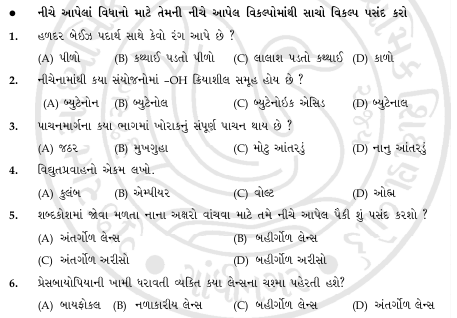 • નીચે આપેલાં વિધાનો માટે તેમની નીચે આપેલ વિકલ્પોમાંથી સાચો વિકલ્પ પસંદ કરો
1. હળદર બેઈઝ પદાર્થ સાથે કેવો રંગ આપે છે ?
(A) પીળો (B) કથ્થાઈ પડતો પીળો (C) લાલાશ પડતો કથ્થાઈ (D) કાળો
2. નીચેનામાંથી કયા સંયોજનોમાં –OH ક્રિયાશીલ સમૂહ હોય છે ?
(A) બ્યુટેનોન (B) બ્યુટેનોલ (C) બ્યુટેનોઇક એસિડ (D) બ્યુટેનાલ
3. પાચનમાર્ગના કયા ભાગમાં ખોરાકનું સંપૂર્ણ પાચન થાય છે ?
(A) જઠર (B) મુખગુહા (C) મોટુ આંતરડું (D) નાનુ આંતરડું
4. વિદ્યુતપ્રવાહનો એકમ લખો.
(A) કુલંબ (B) એમ્પીયર (C) વોલ્ટ (D) ઓહ્મ
5. શબ્દકોશમાં જોવા મળતા નાના અક્ષરો વાંચવા માટે તમે નીચે આપેલ પૈકી શું પસંદ કરશો ?
(A) અંતર્ગોળ લેન્સ (B) બહીર્ગોળ લેન્સ
(C) અંતર્ગોળ અરીસો (D) બહીર્ગોળ અરીસો
6. પ્રેસબાયોપિયાની ખામી ધરાવતી વ્યકિત કયા લેન્સના ચશ્મા પહેરતી હશે?
(A) બાયફોકલ (B) નળાકારીય લેન્સ (C) બહીર્ગોળ લેન્સ (D) અંતર્ગોળ લેન્સ